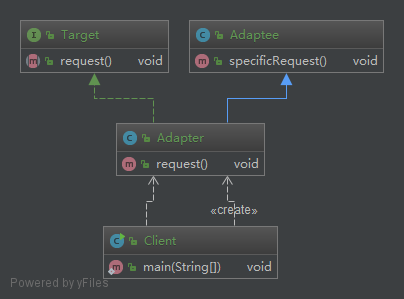 I Target
m request() void
C Adaptee
m specificRequest() void
C Adapter
m request() void
«create»
C Client
m main(String[]) void
Powered by yFiles